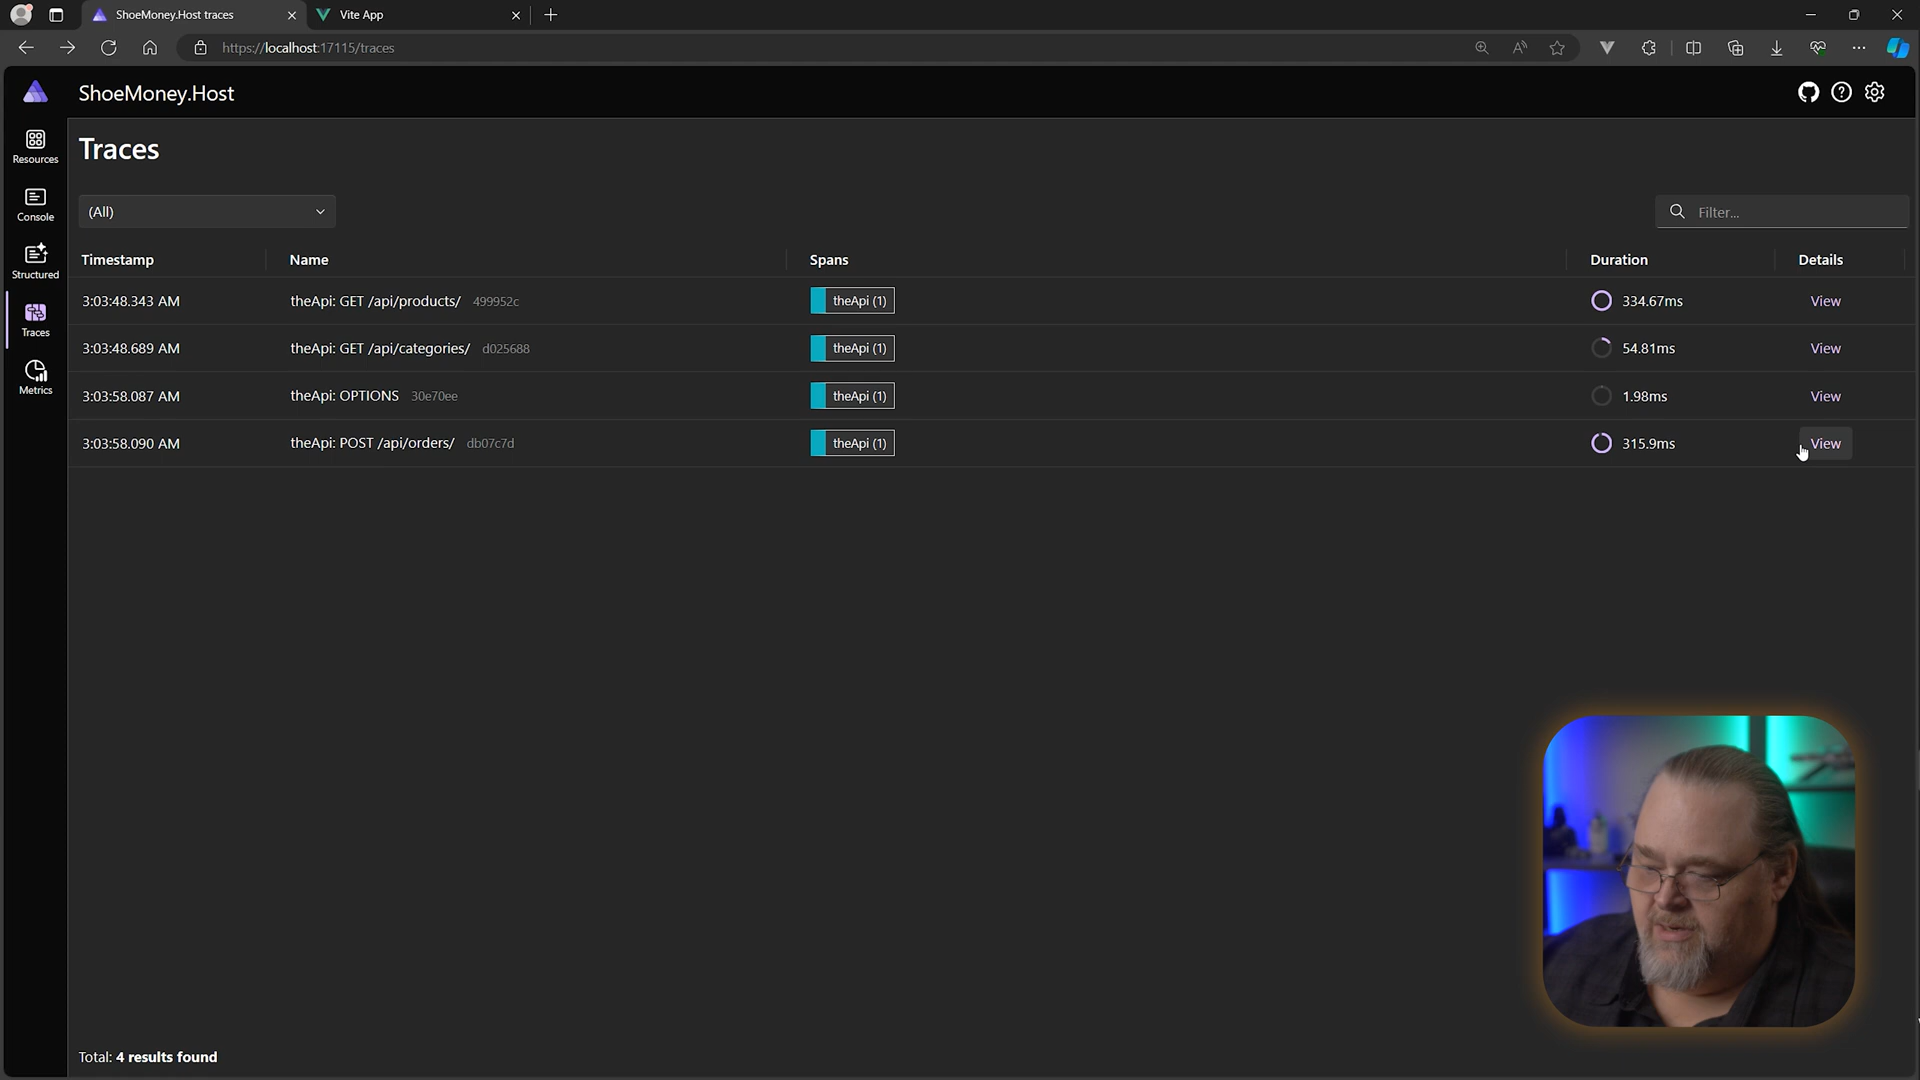 ShoeMoney.Host traces
Vite App
https://localhost:17115/traces
ShoeMoney.Host
Resources
Console
Structured
Traces
Metrics
Traces
(All)
Filter...
Timestamp Name Spans Duration Details
3:03:48.343 AM theApi: GET /api/products/ 499952c theApi (1) 334.67ms View
3:03:48.689 AM theApi: GET /api/categories/ d025688 theApi (1) 54.81ms View
3:03:58.087 AM theApi: OPTIONS 30e70ee theApi (1) 1.98ms View
3:03:58.090 AM theApi: POST /api/orders/ db07c7d theApi (1) 315.9ms View
Total: 4 results found